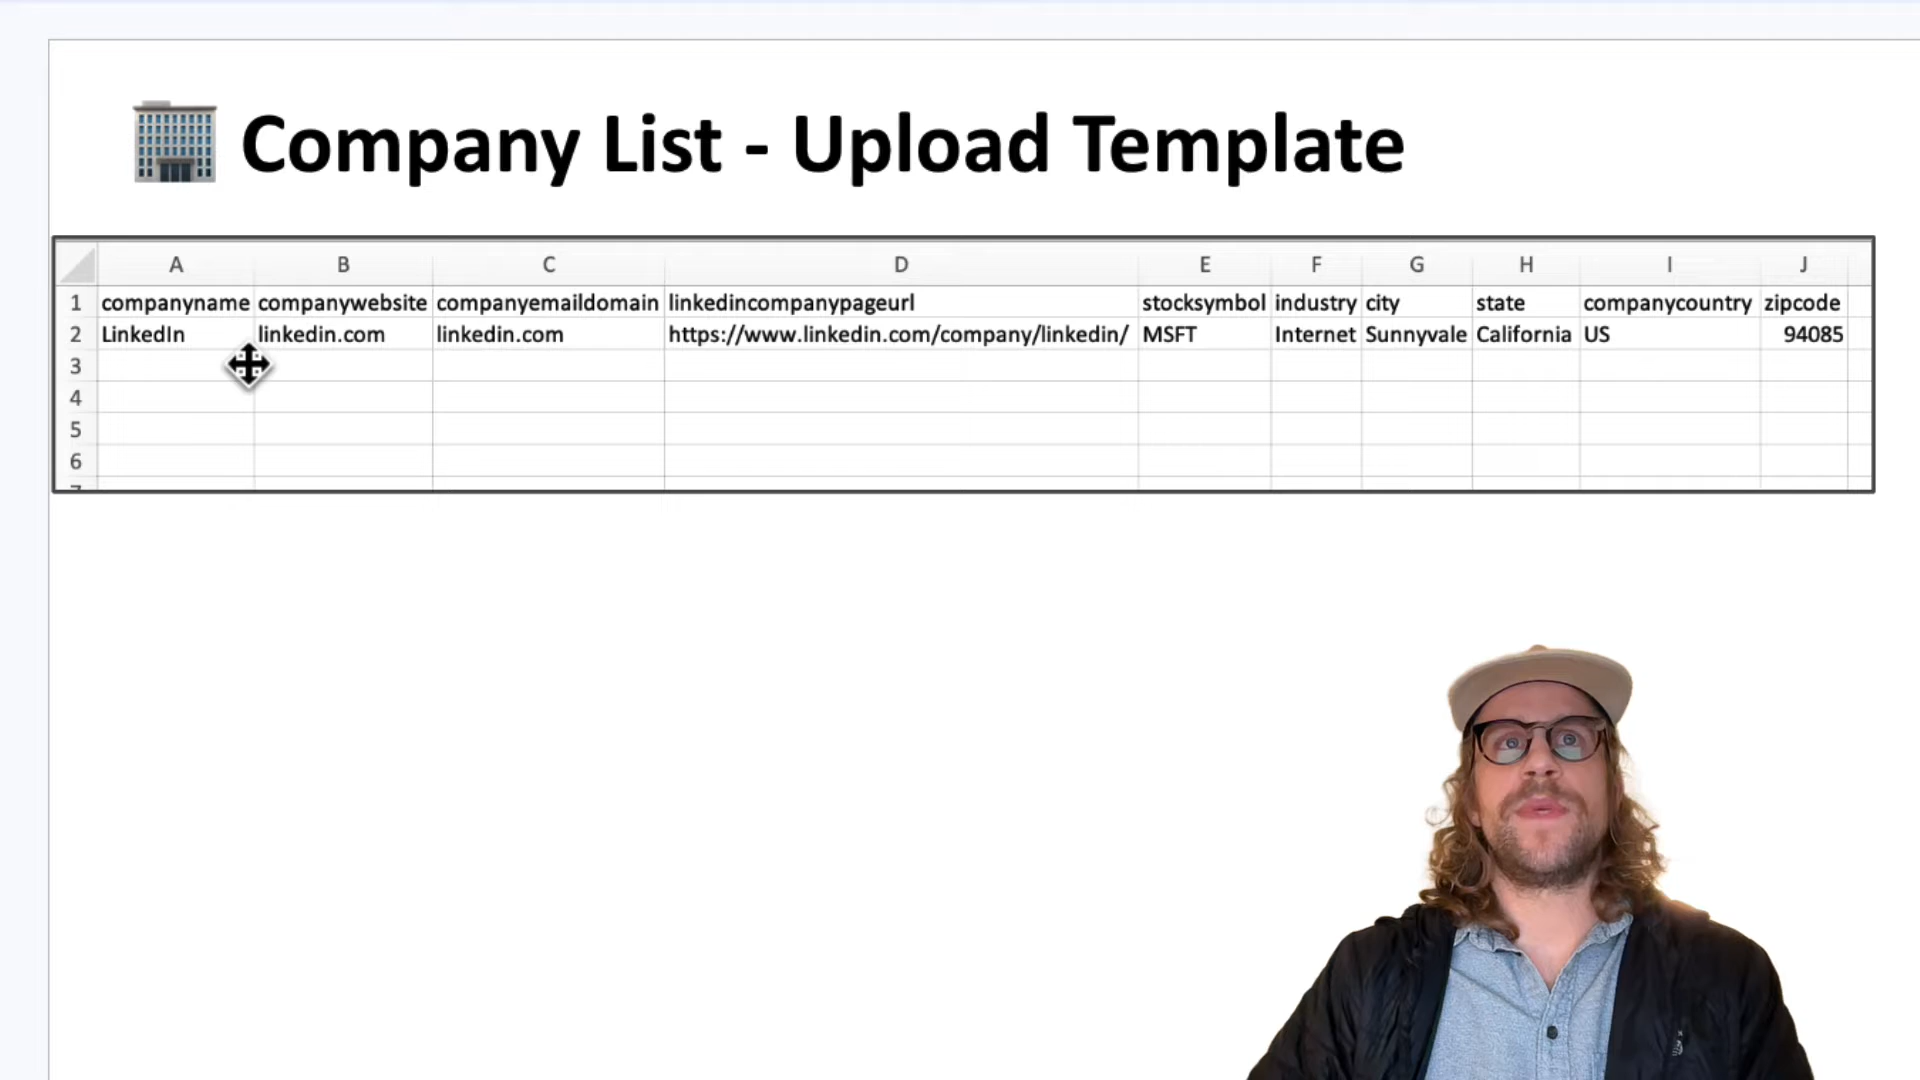 Company List - Upload Template
A B C D E F G H I J
1 companyname companywebsite companyemaildomain linkedincompanypageurl stocksymbol industry city state companycountry zipcode
2 LinkedIn linkedin.com linkedin.com https://www.linkedin.com/company/linkedin/ MSFT Internet Sunnyvale California US 94085
3
4
5
6